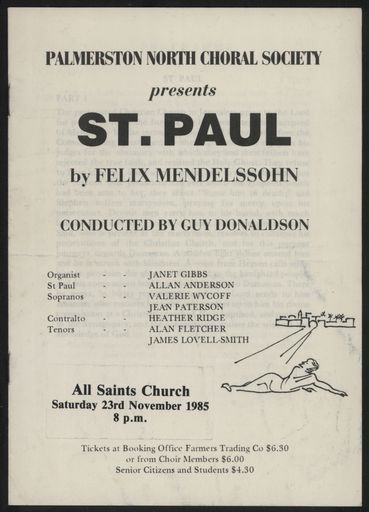 PALMERSTON NORTH CHORAL SOCIETY
presents
ST. PAUL
by FELIX MENDELSSOHN
CONDUCTED BY GUY DONALDSON
Organist - - JANET GIBBS
St Paul - - ALLAN ANDERSON
Sopranos - - VALERIE WYCOFF
JEAN PATERSON
Contralto - - HEATHER RIDGE
Tenors - - ALAN FLETCHER
JAMES LOVELL-SMITH
All Saints Church
Saturday 23rd November 1985
8 p.m.
Tickets at Booking Office Farmers Trading Co $6.30
or from Choir Members $6.00
Senior Citizens and Students $4.30